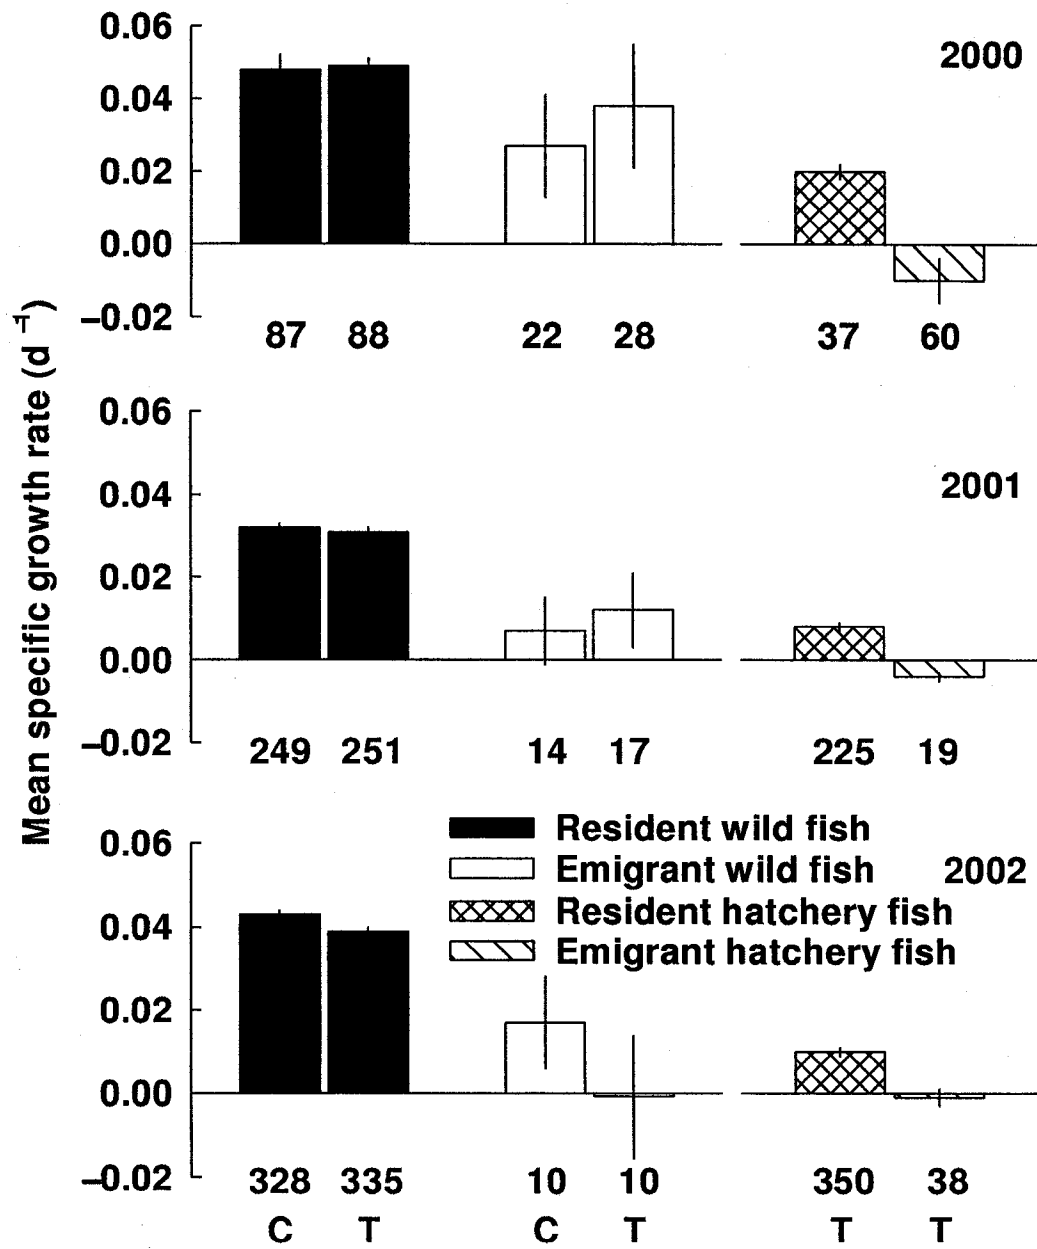 Mean specific growth rate (d ⁻¹)
0.06
2000
0.04
0.02
0.00
−0.02
87 88 22 28 37 60
0.06
2001
0.04
0.02
0.00
−0.02
249 251 14 17 225 19
Resident wild fish
0.06
Emigrant wild fish
2002
Resident hatchery fish
0.04
Emigrant hatchery fish
0.02
0.00
−0.02
328 335 10 10 350 38
C T C T T T